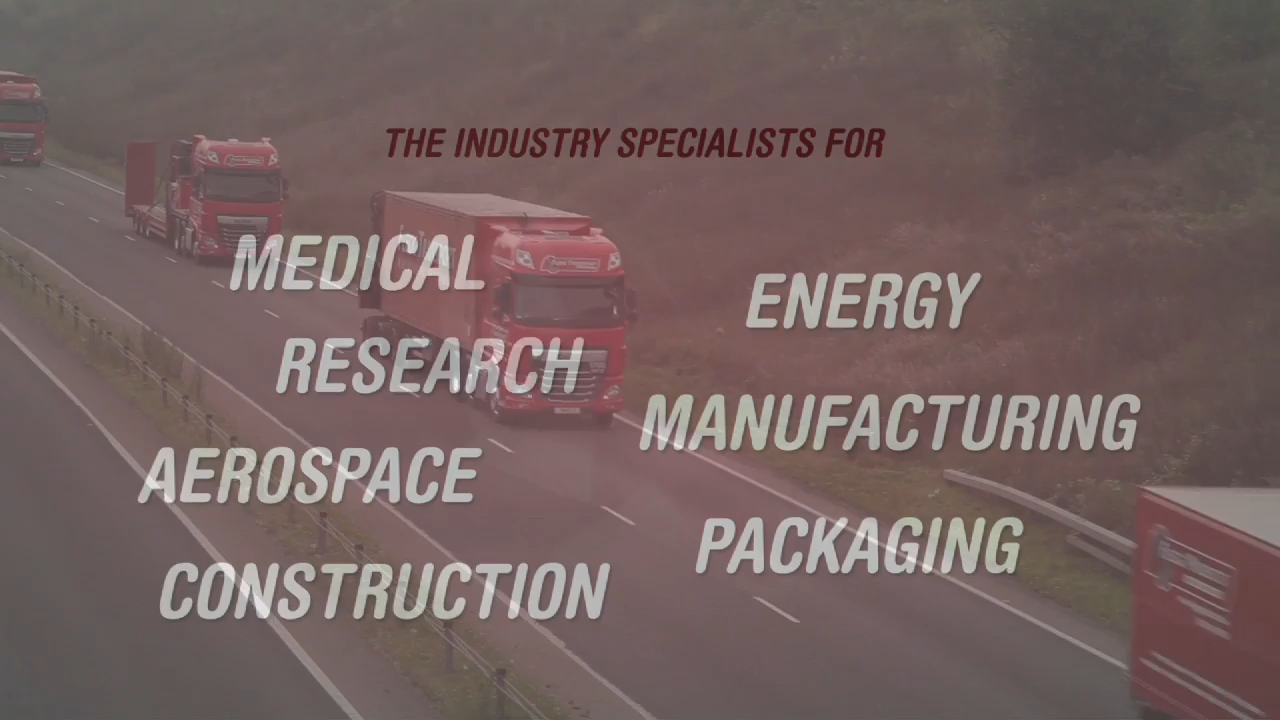 THE INDUSTRY SPECIALISTS FOR
MEDICAL
RESEARCH
AEROSPACE
CONSTRUCTION
ENERGY
MANUFACTURING
PACKAGING